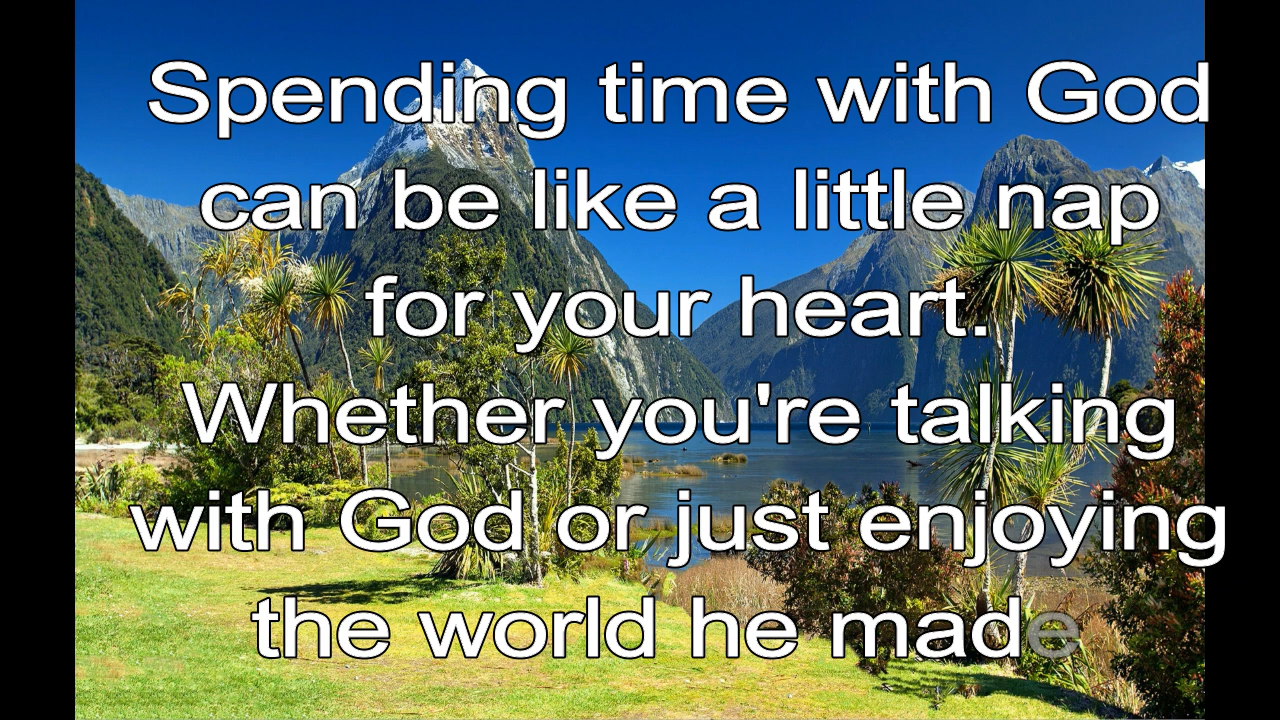 Spending time with God
can be like a little nap
for your heart.
Whether you're talking
with God or just enjoying
the world he made